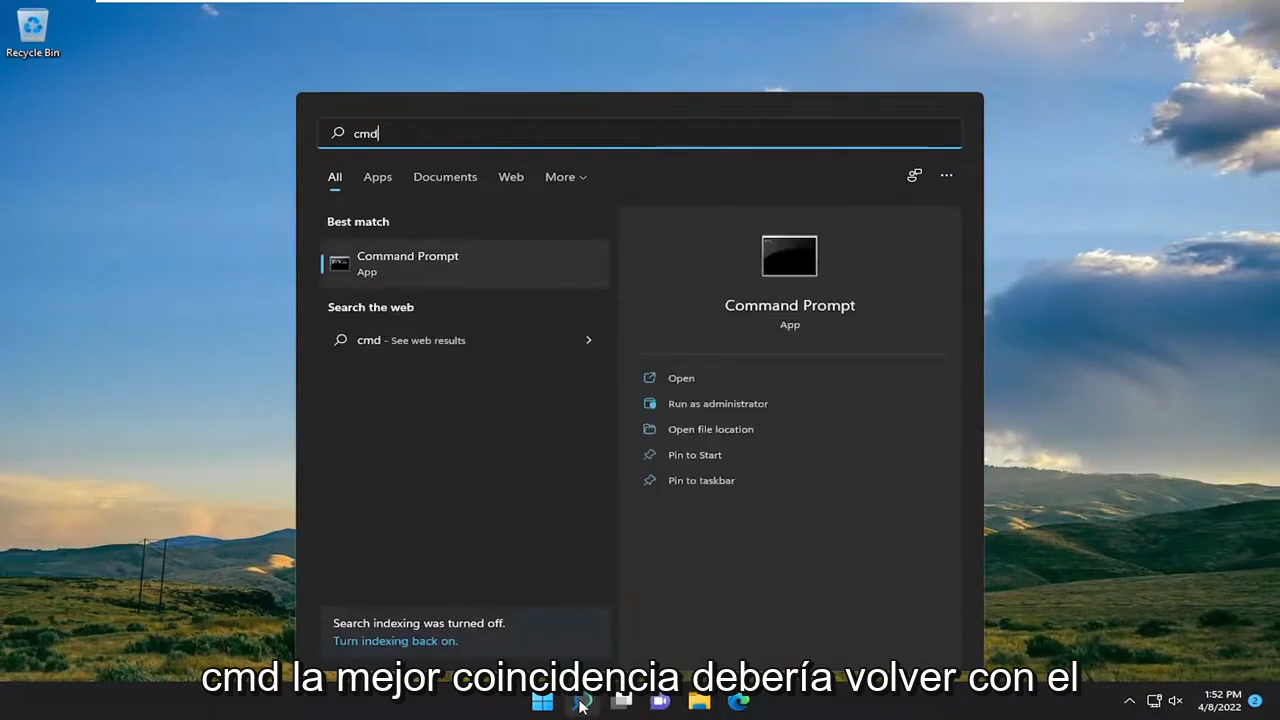 Recycle Bin
cmd
All Apps Documents Web More
Best match
Command Prompt
App
Search the web
cmd - See web results
Command Prompt
App
Open
Run as administrator
Open file location
Pin to Start
Pin to taskbar
Search indexing was turned off.
Turn indexing back on.
cmd la mejor coincidencia debería volver con el
1:52 PM
4/8/2022
2